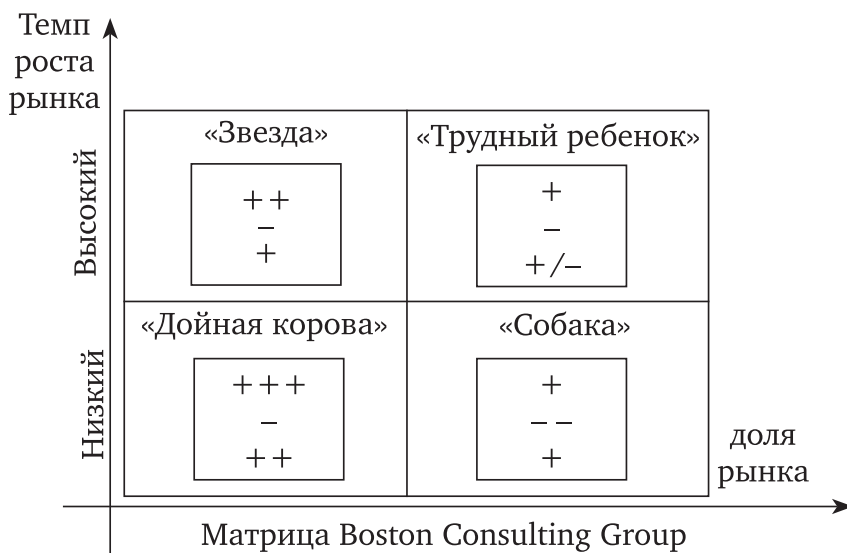 Темп
роста
рынка
Высокий
Низкий
«Звезда»
+ +
–
+
«Трудный ребенок»
+
–
+/–
«Дойная корова»
+ + +
–
+ +
«Собака»
+
– –
+
доля
рынка
Матрица Boston Consulting Group